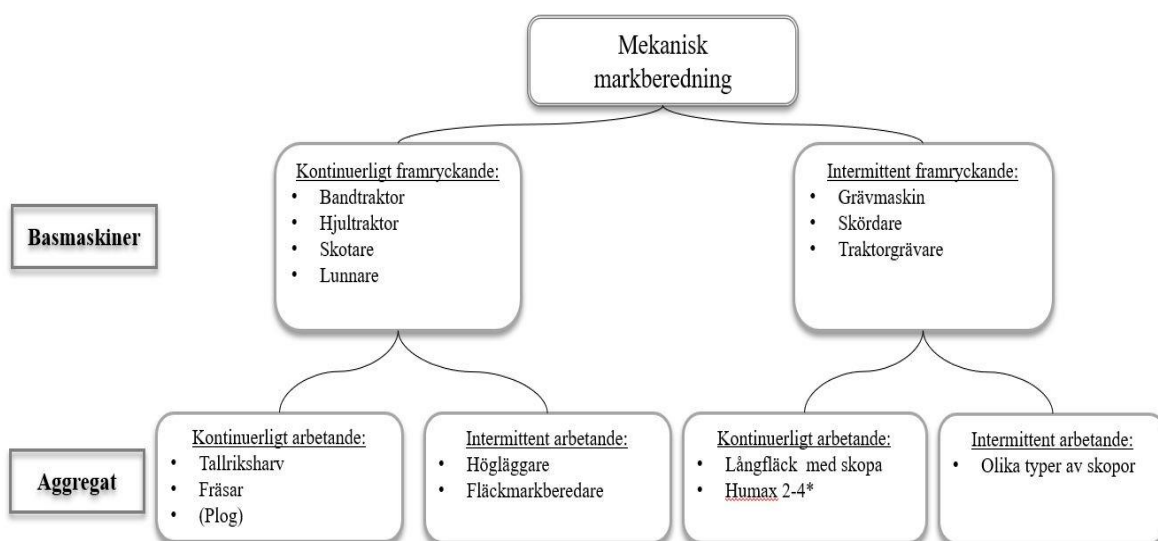 Mekanisk
markberedning
Kontinuerligt framryckande:
• Bandtraktor
• Hjultraktor
• Skotare
• Lunnare
Intermittent framryckande:
• Grävmaskin
• Skördare
• Traktorgrävare
Basmaskiner
Kontinuerligt arbetande:
• Tallriksharv
• Fräsar
• (Plog)
Intermittent arbetande:
• Högläggare
• Fläckmarkberedare
Kontinuerligt arbetande:
• Långfläck med skopa
• Humax 2-4*
Intermittent arbetande:
• Olika typer av skopor
Aggregat